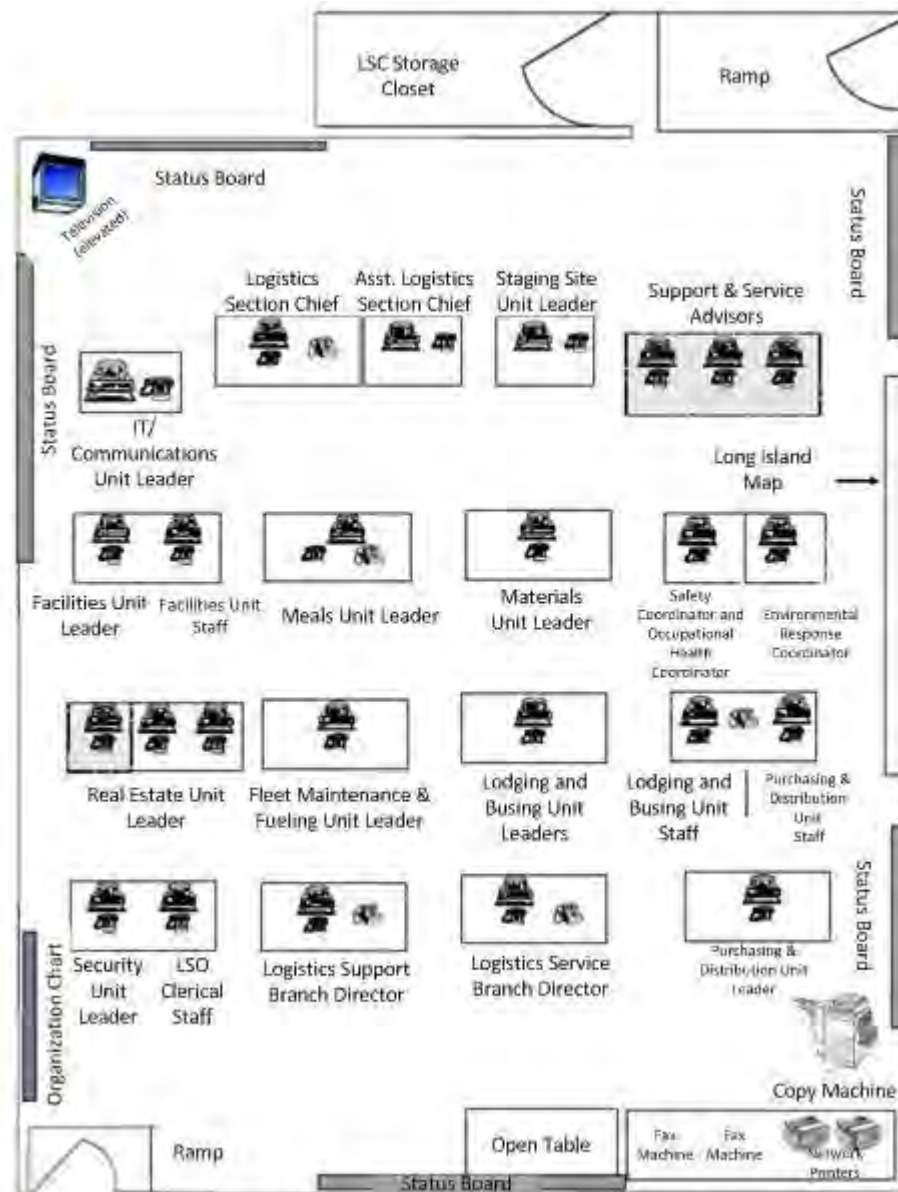 LSC Storage
Closet
Ramp
Status Board
Television
(elevated)
Status Board
Status Board
Logistics
Section Chief
Asst. Logistics
Section Chief
Staging Site
Unit Leader
Support & Service
Advisors
IT/
Communications
Unit Leader
Long Island
Map
Facilities Unit
Leader
Facilities Unit
Staff
Meals Unit Leader
Materials
Unit Leader
Safety
Coordinator and
Occupational
Health
Coordinator
Environmental
Response
Coordinator
Real Estate Unit
Leader
Fleet Maintenance &
Fueling Unit Leader
Lodging and
Busing Unit
Leaders
Lodging and
Busing Unit
Staff
Purchasing &
Distribution
Unit
Staff
Status Board
Organization Chart
Security
Unit
Leader
LSO
Clerical
Staff
Logistics Support
Branch Director
Logistics Service
Branch Director
Purchasing &
Distribution Unit
Leader
Copy Machine
Ramp
Open Table
Fax
Machine
Fax
Machine
Network
Printers
Status Board